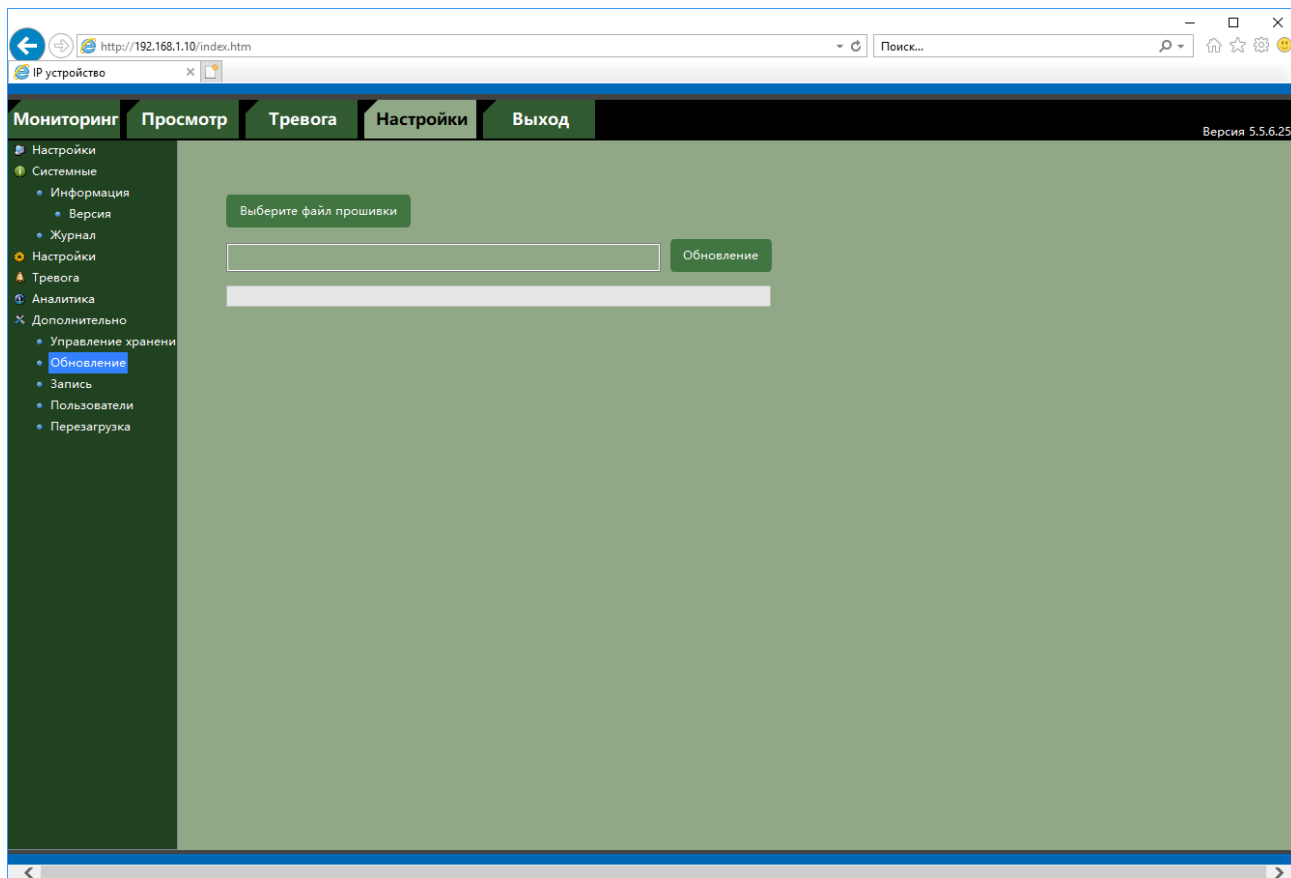 http://192.168.1.10/index.htm
Поиск...
IP устройство
Мониторинг Просмотр Тревога Настройки Выход
Версия 5.5.6.25
Настройки
Системные
Информация
Версия
Журнал
Настройки
Тревога
Аналитика
Дополнительно
Управление хранени
Обновление
Запись
Пользователи
Перезагрузка
Выберите файл прошивки
Обновление